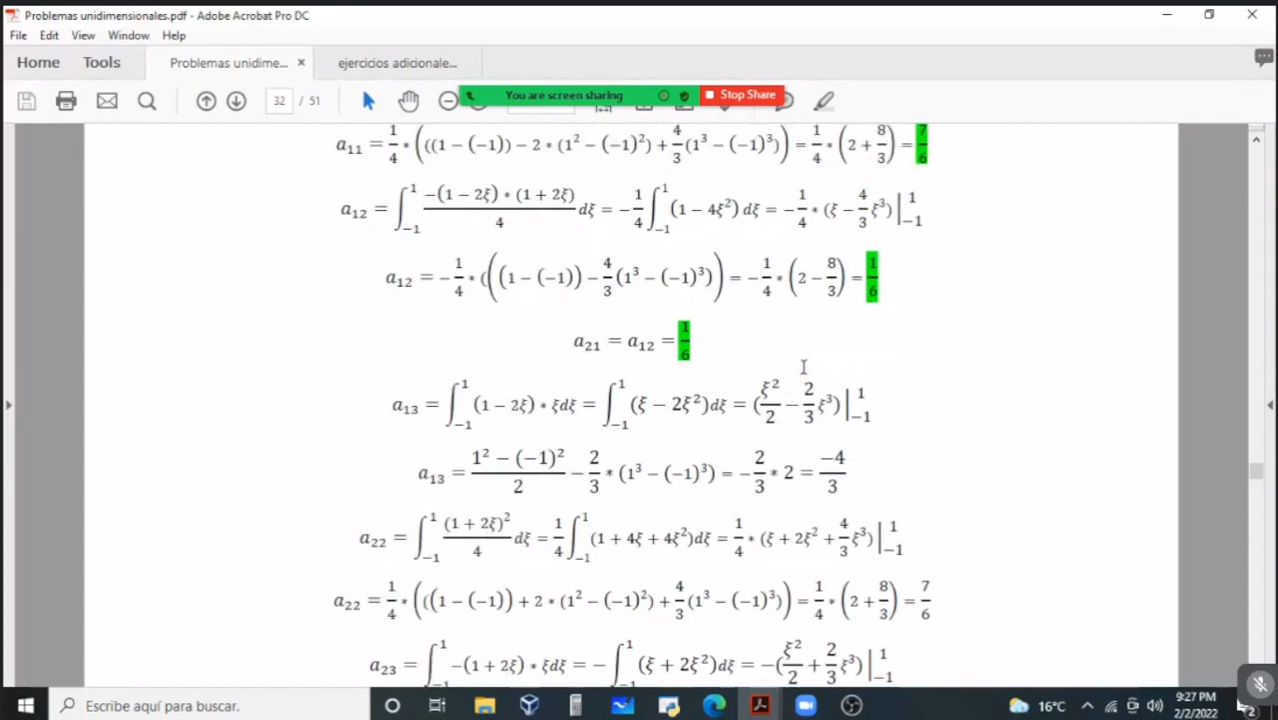 Problemas unidimensionales.pdf - Adobe Acrobat Pro DC
File Edit View Window Help
Home Tools Problemas unidime... × ejercicios adicionale...
32 / 51 You are screen sharing Stop Share
a₁₁ = 1/4 * (((1 − (−1)) − 2 * (1² − (−1)²) + 4/3 (1³ − (−1)³)) = 1/4 * (2 + 8/3) = 7/6
a₁₂ = ∫₋₁¹ −(1 − 2ξ) * (1 + 2ξ)/4 dξ = −1/4 ∫₋₁¹ (1 − 4ξ²) dξ = −1/4 * (ξ − 4/3 ξ³)|₋₁¹
a₁₂ = −1/4 * (((1 − (−1)) − 4/3 (1³ − (−1)³)) = −1/4 * (2 − 8/3) = 1/6
a₂₁ = a₁₂ = 1/6
a₁₃ = ∫₋₁¹ (1 − 2ξ) * ξdξ = ∫₋₁¹ (ξ − 2ξ²)dξ = (ξ²/2 − 2/3 ξ³)|₋₁¹
a₁₃ = (1² − (−1)²)/2 − 2/3 * (1³ − (−1)³) = −2/3 * 2 = −4/3
a₂₂ = ∫₋₁¹ (1 + 2ξ)²/4 dξ = 1/4 ∫₋₁¹ (1 + 4ξ + 4ξ²)dξ = 1/4 * (ξ + 2ξ² + 4/3 ξ³)|₋₁¹
a₂₂ = 1/4 * (((1 − (−1)) + 2 * (1² − (−1)²) + 4/3 (1³ − (−1)³)) = 1/4 * (2 + 8/3) = 7/6
a₂₃ = ∫₋₁¹ −(1 + 2ξ) * ξdξ = − ∫₋₁¹ (ξ + 2ξ²)dξ = −(ξ²/2 + 2/3 ξ³)|₋₁¹
Escribe aquí para buscar. 16°C 9:27 PM
2/2/2022 2